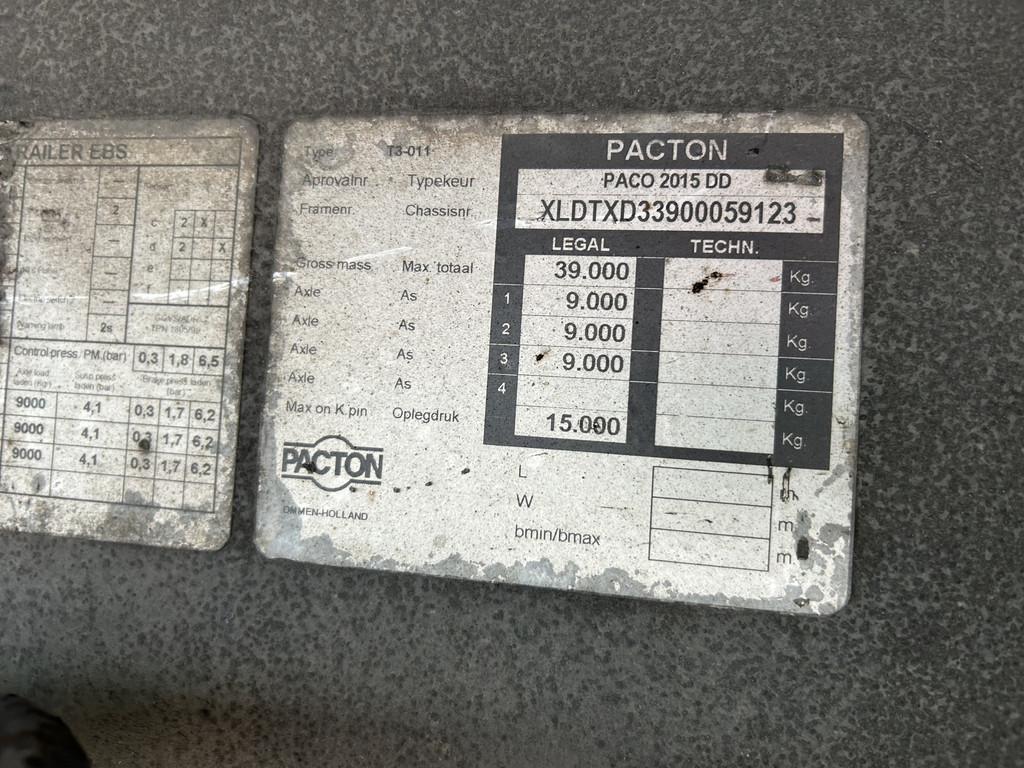 RAILER EBS
2
c 2 X
d 2 X
e
f
2s
Control press. PM.(bar) 0,3 1,8 6,5
9000 4,1 0,3 1,7 6,2
9000 4,1 0,3 1,7 6,2
9000 4,1 0,3 1,7 6,2
PACTON
Type T3-011
Aprovalnr. Typekeur PACO 2015 DD
Framenr. Chassisnr. XLDTXD33900059123
LEGAL TECHN.
Gross mass Max. totaal 39.000 Kg.
Axle As 1 9.000 Kg.
Axle As 2 9.000 Kg.
Axle As 3 9.000 Kg.
Axle As 4 Kg.
Max on K.pin Oplegdruk 15.000 Kg.
PACTON
OMMEN-HOLLAND
L m.
W m.
bmin/bmax m.